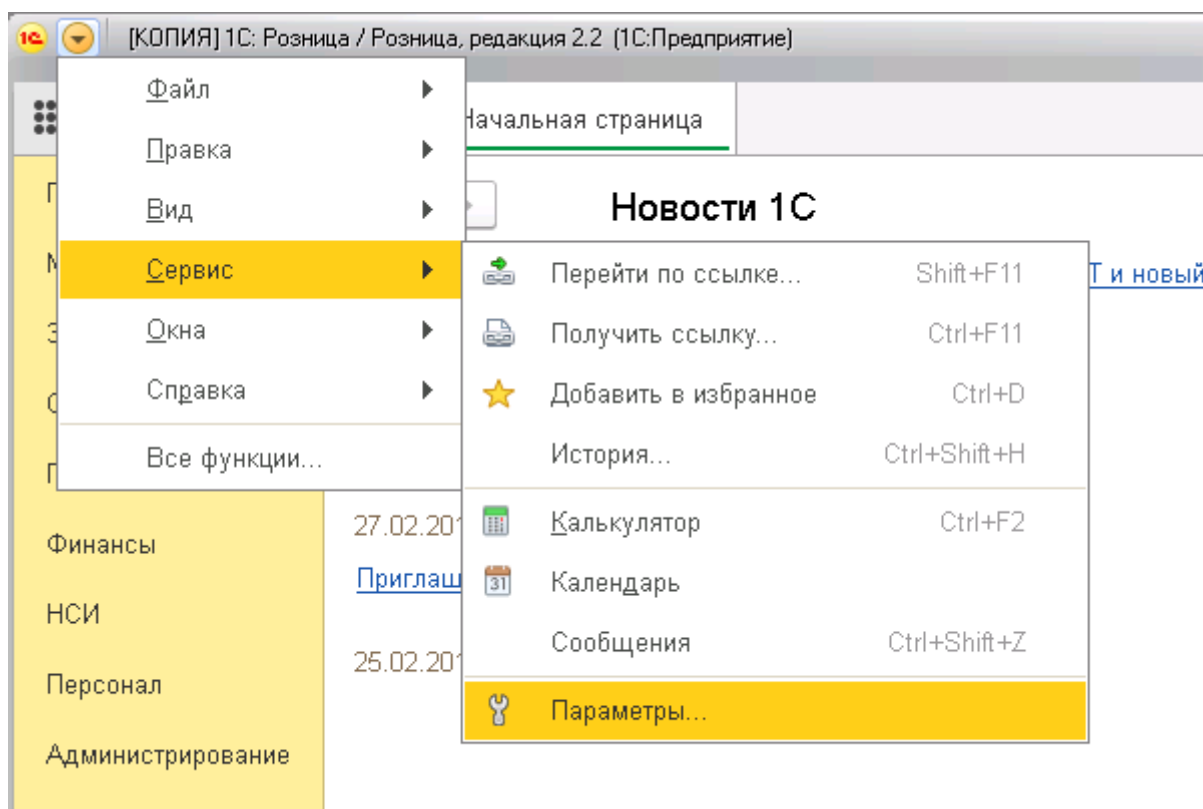 1С [КОПИЯ] 1С: Розница / Розница, редакция 2.2 (1С:Предприятие)
Файл
Правка
Вид
Сервис
Окна
Справка
Все функции...
Начальная страница
Новости 1С
Перейти по ссылке... Shift+F11
Получить ссылку... Ctrl+F11
Добавить в избранное Ctrl+D
История... Ctrl+Shift+H
Калькулятор Ctrl+F2
31 Календарь
Сообщения Ctrl+Shift+Z
Параметры...
и новый
27.02.201
Приглаш
25.02.201
Финансы
НСИ
Персонал
Администрирование